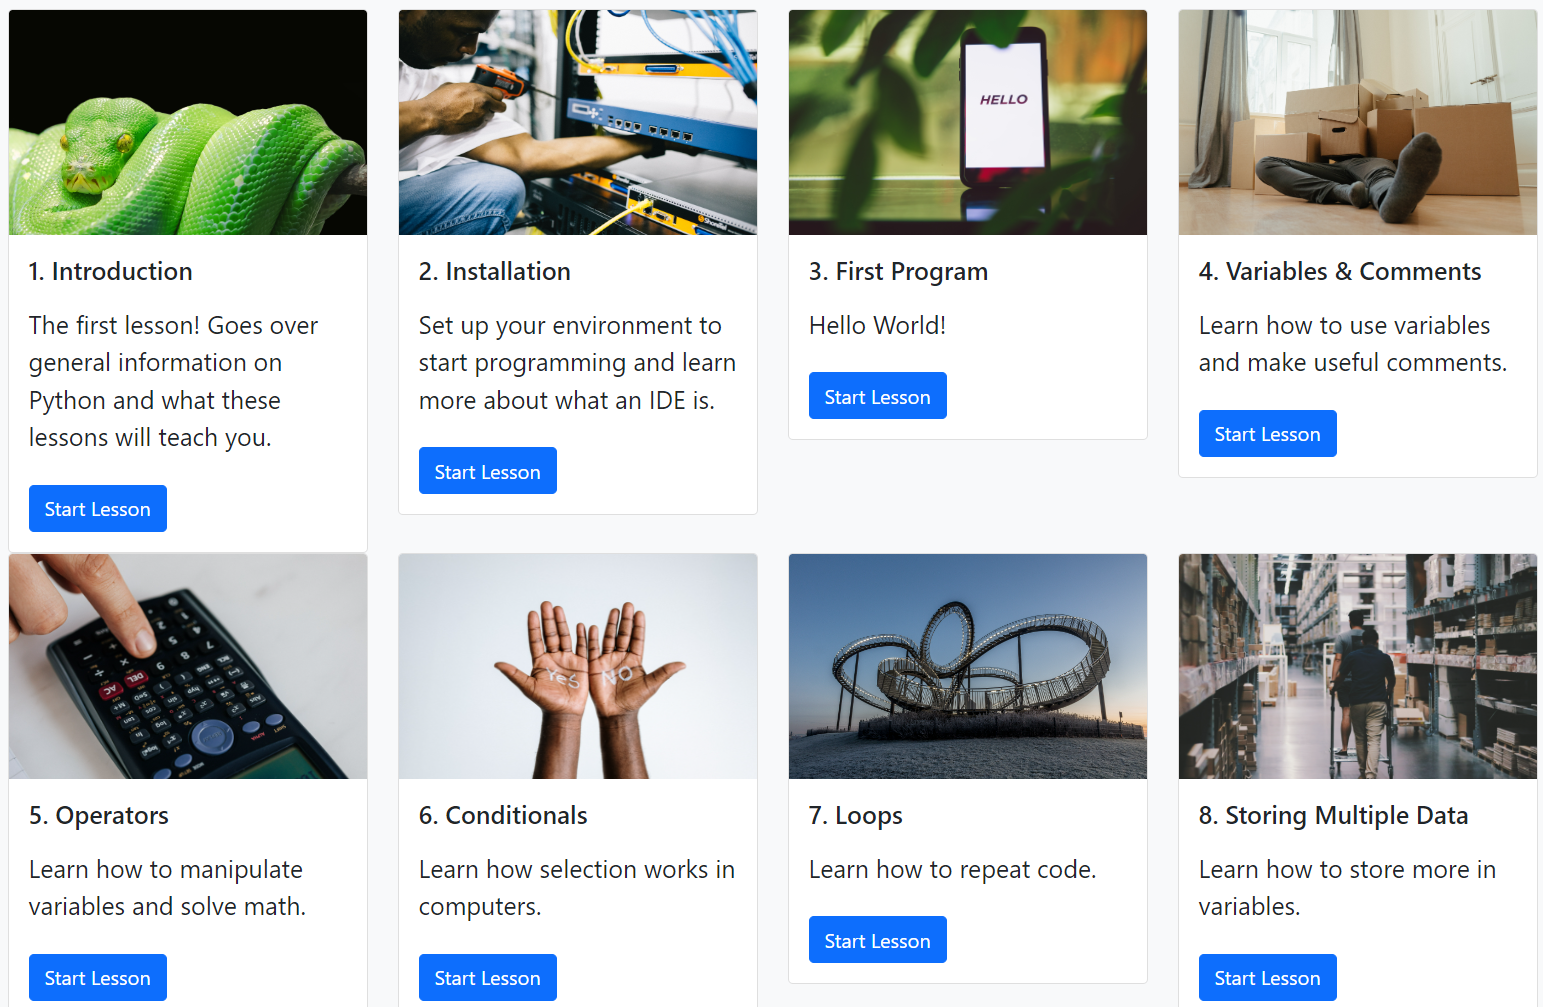 HELLO
1. Introduction
The first lesson! Goes over
general information on
Python and what these
lessons will teach you.
Start Lesson
2. Installation
Set up your environment to
start programming and learn
more about what an IDE is.
Start Lesson
3. First Program
Hello World!
Start Lesson
4. Variables & Comments
Learn how to use variables
and make useful comments.
Start Lesson
Yes NO
5. Operators
Learn how to manipulate
variables and solve math.
Start Lesson
6. Conditionals
Learn how selection works in
computers.
Start Lesson
7. Loops
Learn how to repeat code.
Start Lesson
8. Storing Multiple Data
Learn how to store more in
variables.
Start Lesson